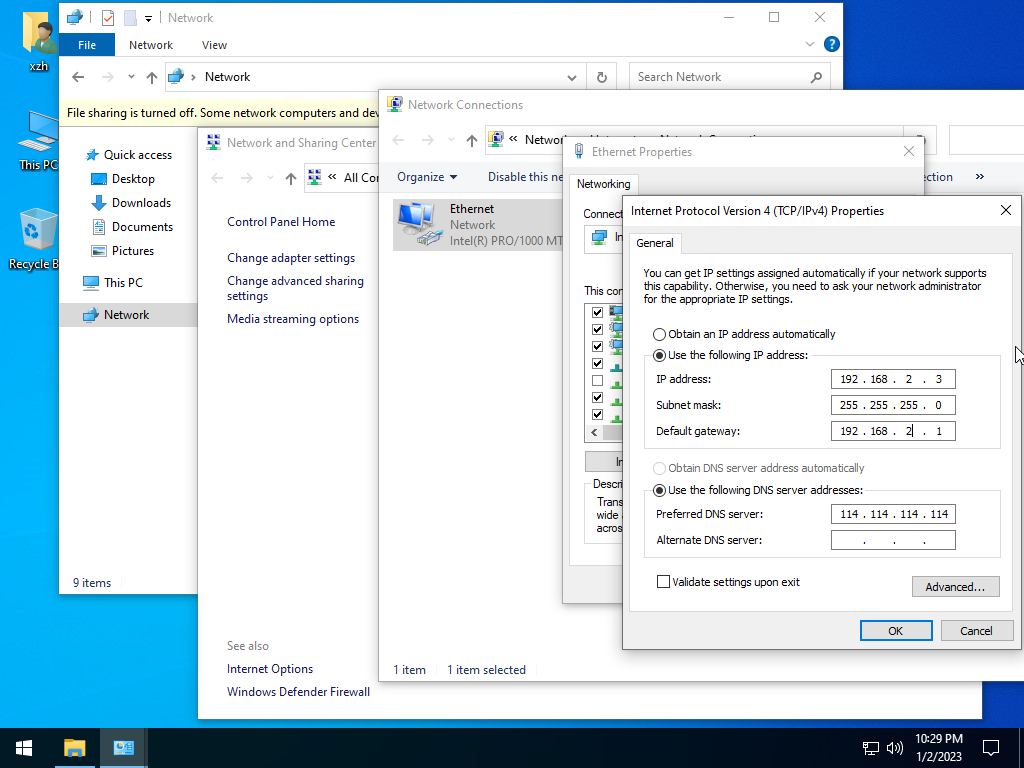 xzh
This PC
Recycle B
Network
File
Network
View
Network
Search Network
File sharing is turned off. Some network computers and dev
Quick access
Desktop
Downloads
Documents
Pictures
This PC
Network
9 items
Network and Sharing Center
All Con
Control Panel Home
Change adapter settings
Change advanced sharing
settings
Media streaming options
See also
Internet Options
Windows Defender Firewall
Network Connections
Organize
Disable this ne
ection
Ethernet
Network
Intel(R) PRO/1000 MT
1 item
1 item selected
Ethernet Properties
Networking
Connect
In
This con
In
Descri
Trans
wide
across
Internet Protocol Version 4 (TCP/IPv4) Properties
General
You can get IP settings assigned automatically if your network supports
this capability. Otherwise, you need to ask your network administrator
for the appropriate IP settings.
Obtain an IP address automatically
Use the following IP address:
IP address: 192 . 168 . 2 . 3
Subnet mask: 255 . 255 . 255 . 0
Default gateway: 192 . 168 . 2 . 1
Obtain DNS server address automatically
Use the following DNS server addresses:
Preferred DNS server: 114 . 114 . 114 . 114
Alternate DNS server: . . .
Validate settings upon exit
Advanced...
OK
Cancel
10:29 PM
1/2/2023